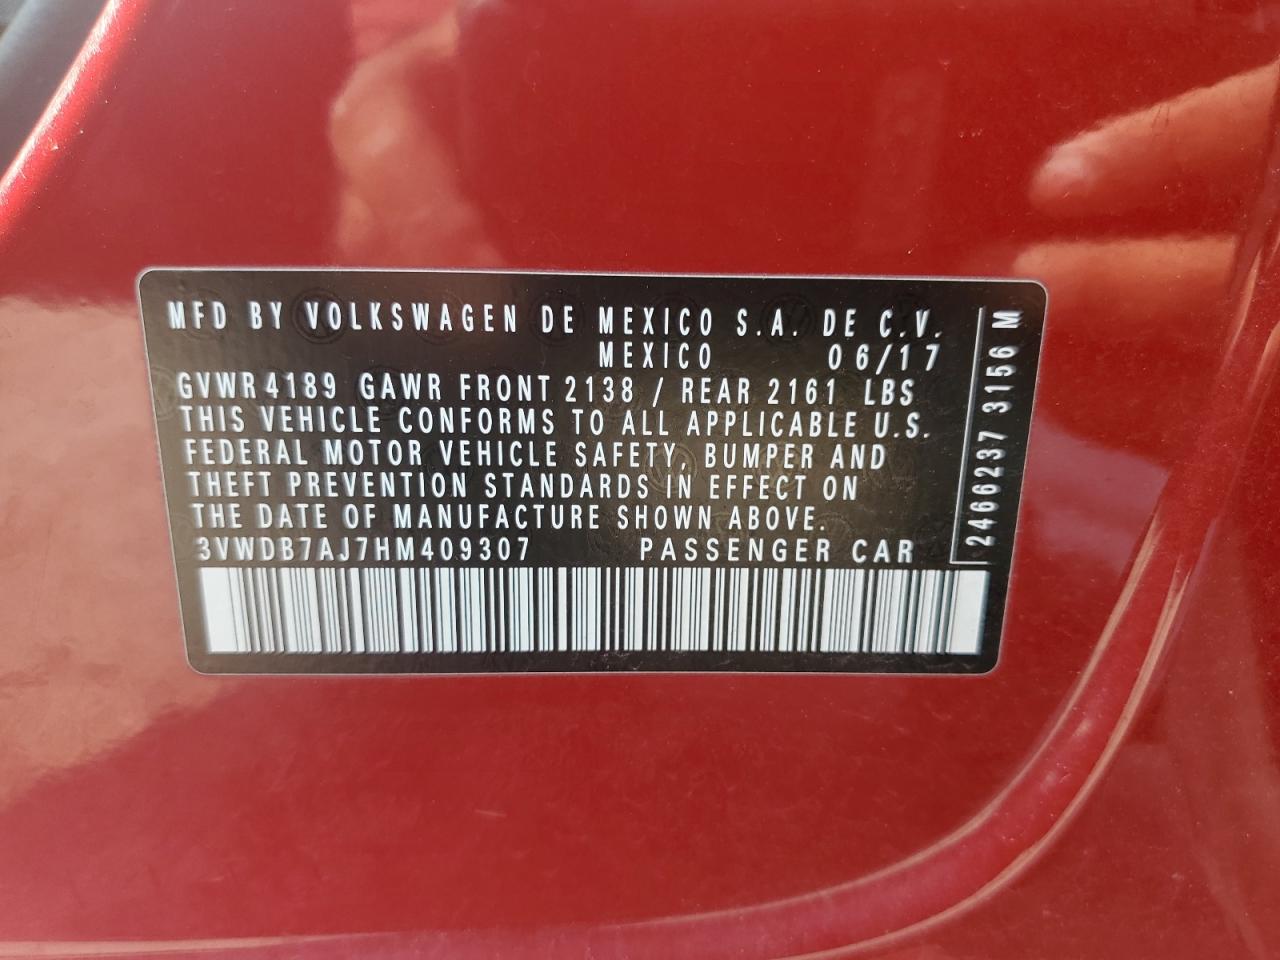 MFD BY VOLKSWAGEN DE MEXICO S.A. DE C.V.
MEXICO 06/17
GVWR 4189 GAWR FRONT 2138 / REAR 2161 LBS
THIS VEHICLE CONFORMS TO ALL APPLICABLE U.S.
FEDERAL MOTOR VEHICLE SAFETY, BUMPER AND
THEFT PREVENTION STANDARDS IN EFFECT ON
THE DATE OF MANUFACTURE SHOWN ABOVE.
3VWDB7AJ7HM409307 PASSENGER CAR
2466237 3156 M